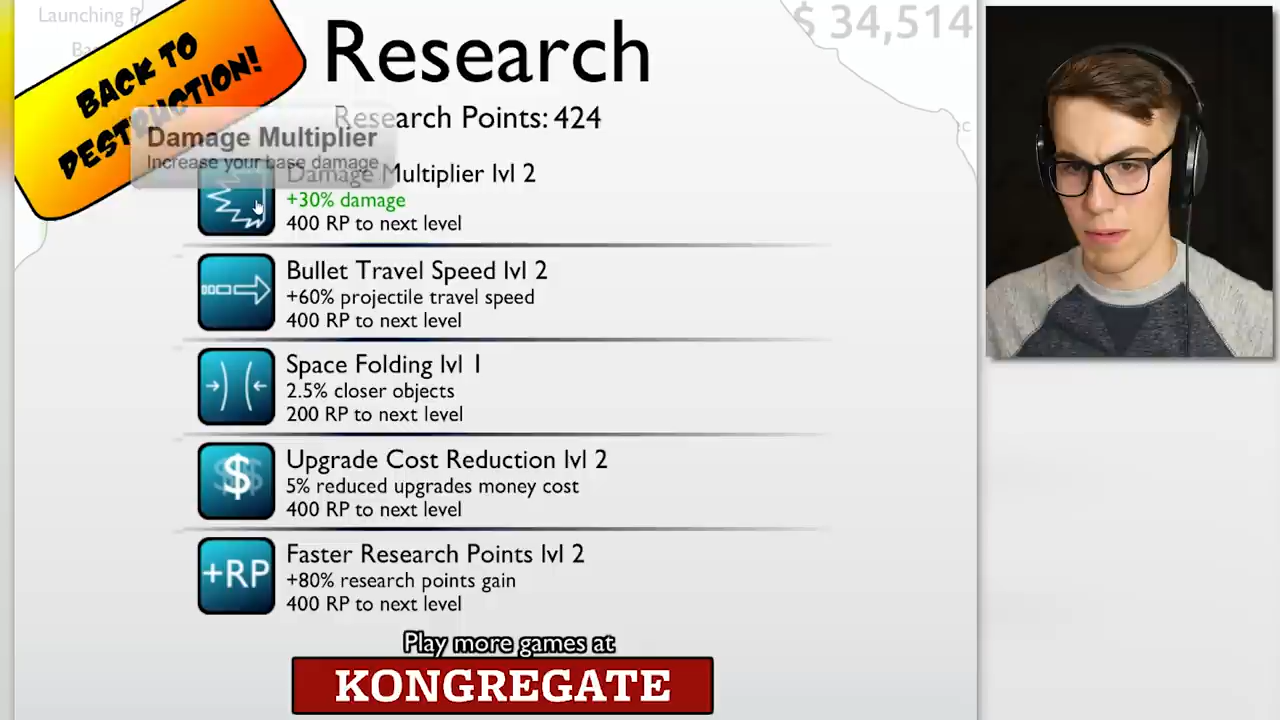 Launching
$ 34,514
BACK TO
DESTRUCTION!
Research
Research Points: 424
Damage Multiplier
Increase your base damage
Damage Multiplier lvl 2
+30% damage
400 RP to next level
Bullet Travel Speed lvl 2
+60% projectile travel speed
400 RP to next level
Space Folding lvl 1
2.5% closer objects
200 RP to next level
$
Upgrade Cost Reduction lvl 2
5% reduced upgrades money cost
400 RP to next level
+RP
Faster Research Points lvl 2
+80% research points gain
400 RP to next level
Play more games at
KONGREGATE